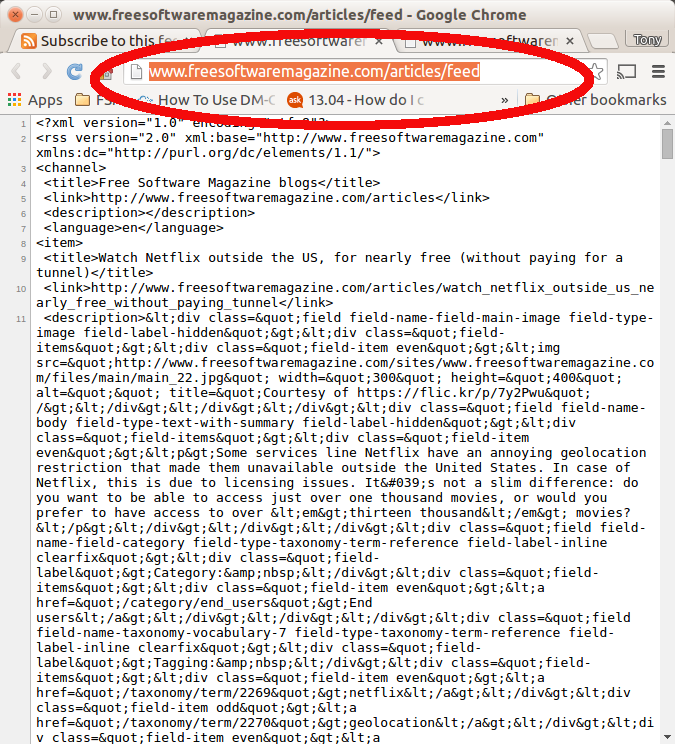 www.freesoftwaremagazine.com/articles/feed - Google Chrome
Subscribe to this fee
www.freesoftwarem
www.freesoftwarem
Tony
www.freesoftwaremagazine.com/articles/feed
Apps
FSM
How To Use DM-C
ask
13.04 - How do I c
»
Other bookmarks
1 <?xml version="1.0"
2 <rss version="2.0" xml:base="http://www.freesoftwaremagazine.com"
xmlns:dc="http://purl.org/dc/elements/1.1/">
3 <channel>
4 <title>Free Software Magazine blogs</title>
5 <link>http://www.freesoftwaremagazine.com/articles</link>
6 <description></description>
7 <language>en</language>
8 <item>
9 <title>Watch Netflix outside the US, for nearly free (without paying for a
tunnel)</title>
10 <link>http://www.freesoftwaremagazine.com/articles/watch_netflix_outside_us_ne
arly_free_without_paying_tunnel</link>
11 <description>&lt;div class=&quot;field field-name-field-main-image field-type-
image field-label-hidden&quot;&gt;&lt;div class=&quot;field-
items&quot;&gt;&lt;div class=&quot;field-item even&quot;&gt;&lt;img
src=&quot;http://www.freesoftwaremagazine.com/sites/www.freesoftwaremagazine.co
m/files/main/main_22.jpg&quot; width=&quot;300&quot; height=&quot;400&quot;
alt=&quot;&quot; title=&quot;Courtesy of https://flic.kr/p/7y2Pwu&quot;
/&gt;&lt;/div&gt;&lt;/div&gt;&lt;/div&gt;&lt;div class=&quot;field field-name-
body field-type-text-with-summary field-label-hidden&quot;&gt;&lt;div
class=&quot;field-items&quot;&gt;&lt;div class=&quot;field-item
even&quot;&gt;&lt;p&gt;Some services line Netflix have an annoying geolocation
restriction that made them unavailable outside the United States. In case of
Netflix, this is due to licensing issues. It&#039;s not a slim difference: do
you want to be able to access just over one thousand movies, or would you
prefer to have access to over &lt;em&gt;thirteen thousand&lt;/em&gt; movies?
&lt;/p&gt;&lt;/div&gt;&lt;/div&gt;&lt;/div&gt;&lt;div class=&quot;field field-
name-field-category field-type-taxonomy-term-reference field-label-inline
clearfix&quot;&gt;&lt;div class=&quot;field-
label&quot;&gt;Category:&amp;nbsp;&lt;/div&gt;&lt;div class=&quot;field-
items&quot;&gt;&lt;div class=&quot;field-item even&quot;&gt;&lt;a
href=&quot;/category/end_users&quot;&gt;End
users&lt;/a&gt;&lt;/div&gt;&lt;/div&gt;&lt;/div&gt;&lt;div class=&quot;field
field-name-taxonomy-vocabulary-7 field-type-taxonomy-term-reference field-
label-inline clearfix&quot;&gt;&lt;div class=&quot;field-
label&quot;&gt;Tagging:&amp;nbsp;&lt;/div&gt;&lt;div class=&quot;field-
items&quot;&gt;&lt;div class=&quot;field-item even&quot;&gt;&lt;a
href=&quot;/taxonomy/term/2269&quot;&gt;netflix&lt;/a&gt;&lt;/div&gt;&lt;div
class=&quot;field-item odd&quot;&gt;&lt;a
href=&quot;/taxonomy/term/2270&quot;&gt;geolocation&lt;/a&gt;&lt;/div&gt;&lt;di
v class=&quot;field-item even&quot;&gt;&lt;a